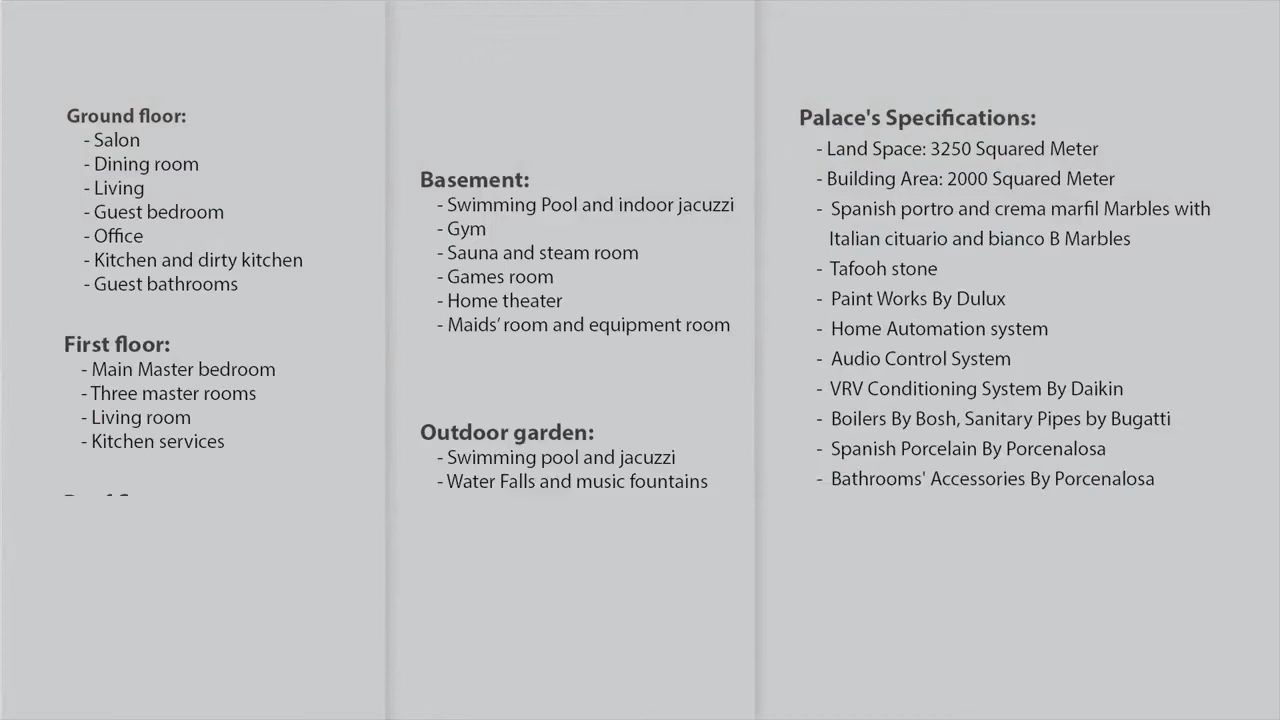 Ground floor:
- Salon
- Dining room
- Living
- Guest bedroom
- Office
- Kitchen and dirty kitchen
- Guest bathrooms
First floor:
- Main Master bedroom
- Three master rooms
- Living room
- Kitchen services
Basement:
- Swimming Pool and indoor jacuzzi
- Gym
- Sauna and steam room
- Games room
- Home theater
- Maids' room and equipment room
Outdoor garden:
- Swimming pool and jacuzzi
- Water Falls and music fountains
Palace's Specifications:
- Land Space: 3250 Squared Meter
- Building Area: 2000 Squared Meter
- Spanish portro and crema marfil Marbles with
Italian cituario and bianco B Marbles
- Tafooh stone
- Paint Works By Dulux
- Home Automation system
- Audio Control System
- VRV Conditioning System By Daikin
- Boilers By Bosh, Sanitary Pipes by Bugatti
- Spanish Porcelain By Porcenalosa
- Bathrooms' Accessories By Porcenalosa